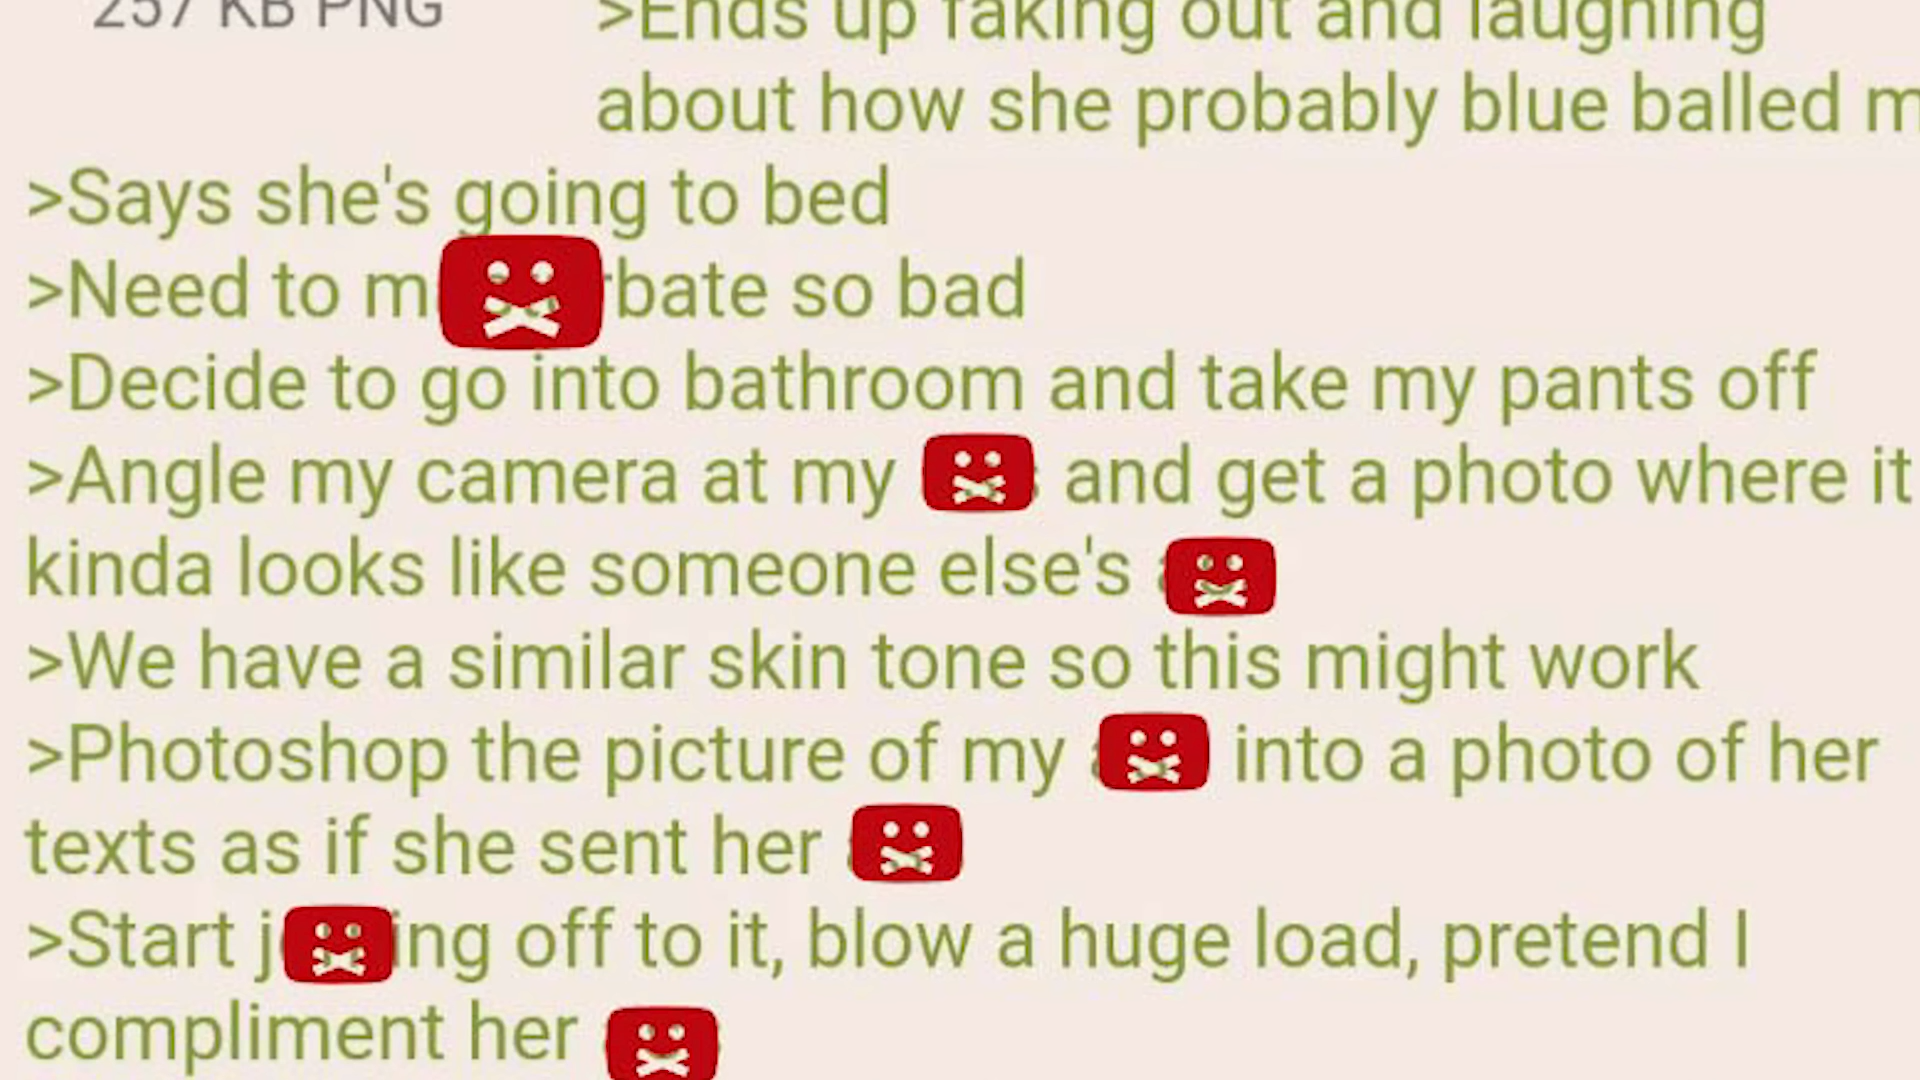 257 KB PNG
>Ends up faking out and laughing
about how she probably blue balled m
>Says she's going to bed
>Need to m rbate so bad
>Decide to go into bathroom and take my pants off
>Angle my camera at my and get a photo where it
kinda looks like someone else's
>We have a similar skin tone so this might work
>Photoshop the picture of my into a photo of her
texts as if she sent her
>Start j ing off to it, blow a huge load, pretend I
compliment her